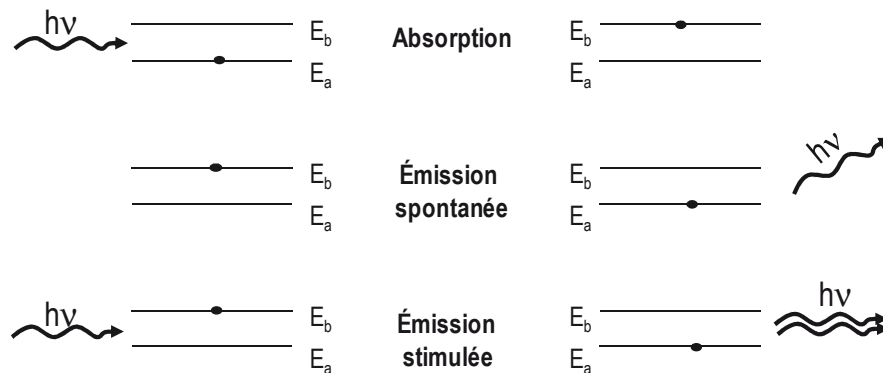 hν
E_b
Absorption
E_b
E_a
E_a
hν
E_b
Émission
E_b
E_a
spontanée
E_a
hν
hν
E_b
Émission
E_b
E_a
stimulée
E_a